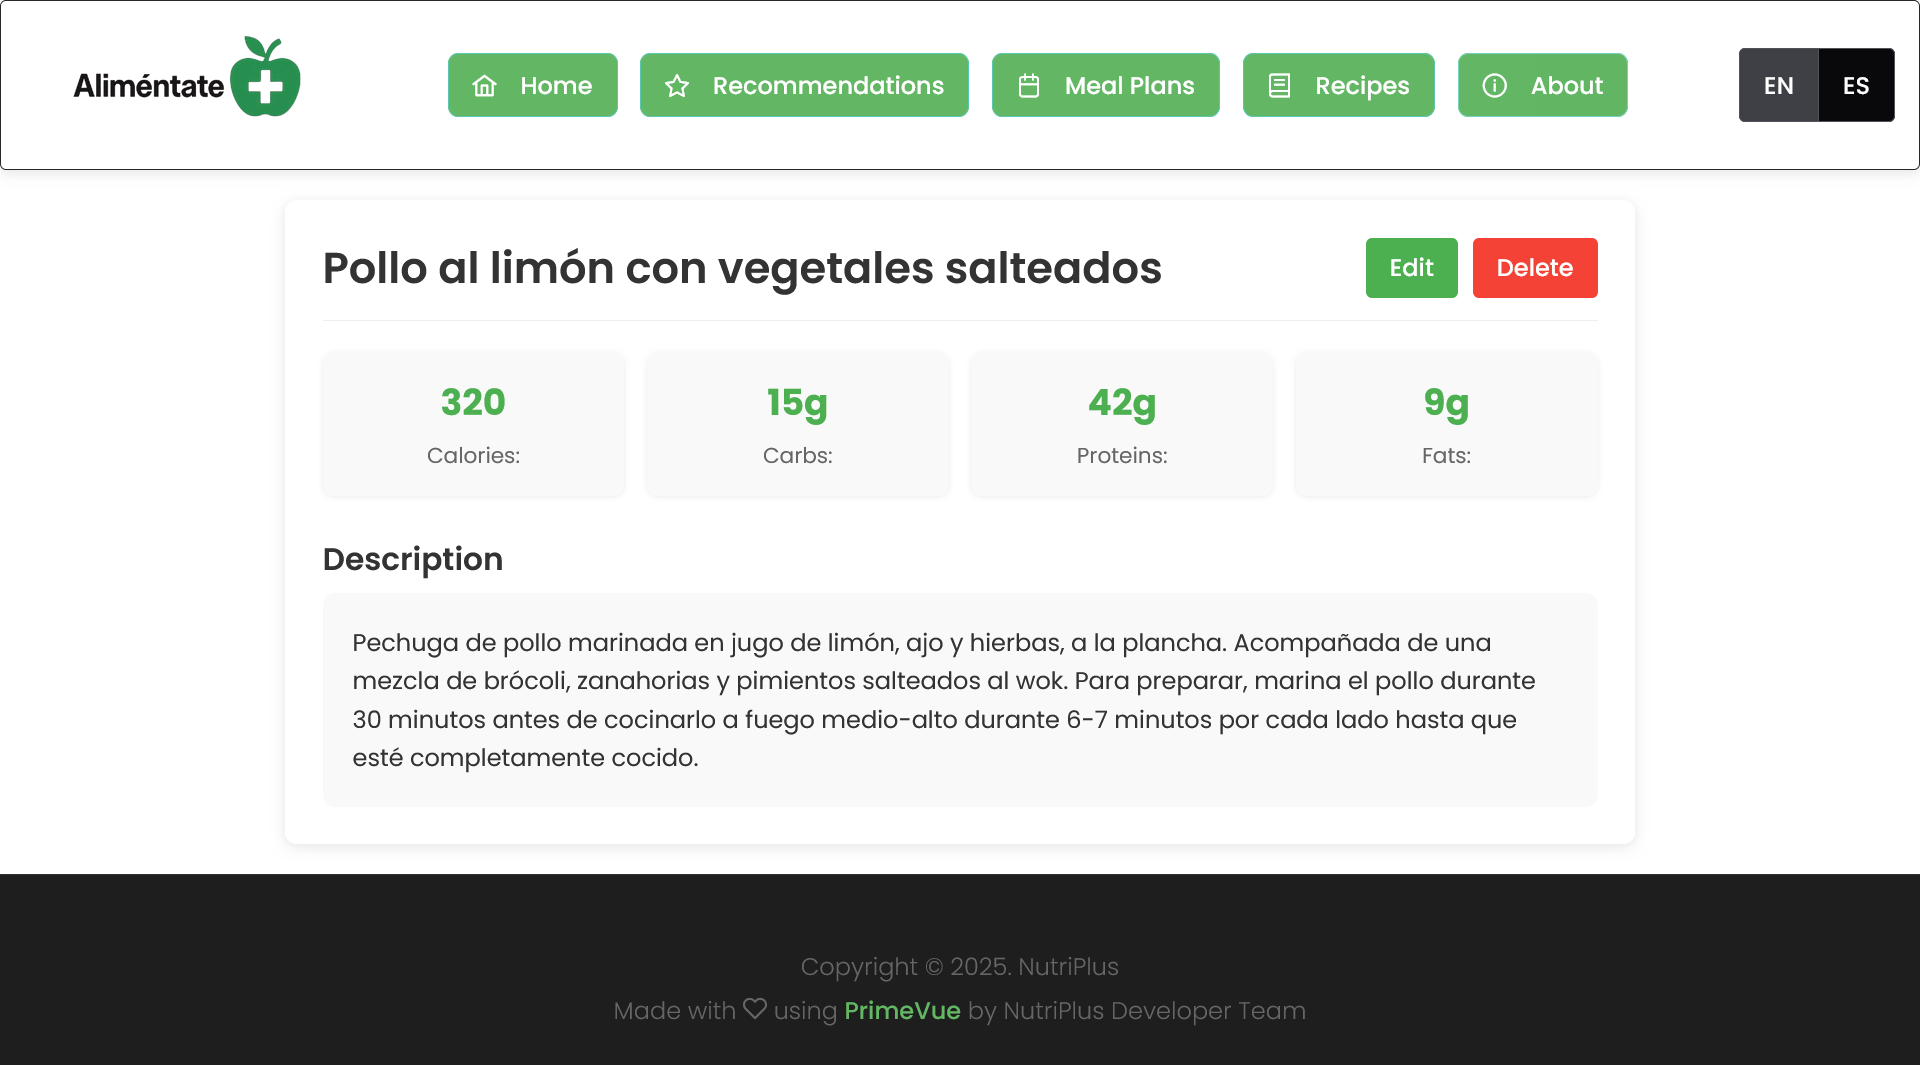 Aliméntate
Home
Recommendations
Meal Plans
Recipes
About
EN
ES
Pollo al limón con vegetales salteados
Edit
Delete
320
Calories:
15g
Carbs:
42g
Proteins:
9g
Fats:
Description
Pechuga de pollo marinada en jugo de limón, ajo y hierbas, a la plancha. Acompañada de una
mezcla de brócoli, zanahorias y pimientos salteados al wok. Para preparar, marina el pollo durante
30 minutos antes de cocinarlo a fuego medio-alto durante 6-7 minutos por cada lado hasta que
esté completamente cocido.
Copyright © 2025. NutriPlus
Made with ♡ using PrimeVue by NutriPlus Developer Team